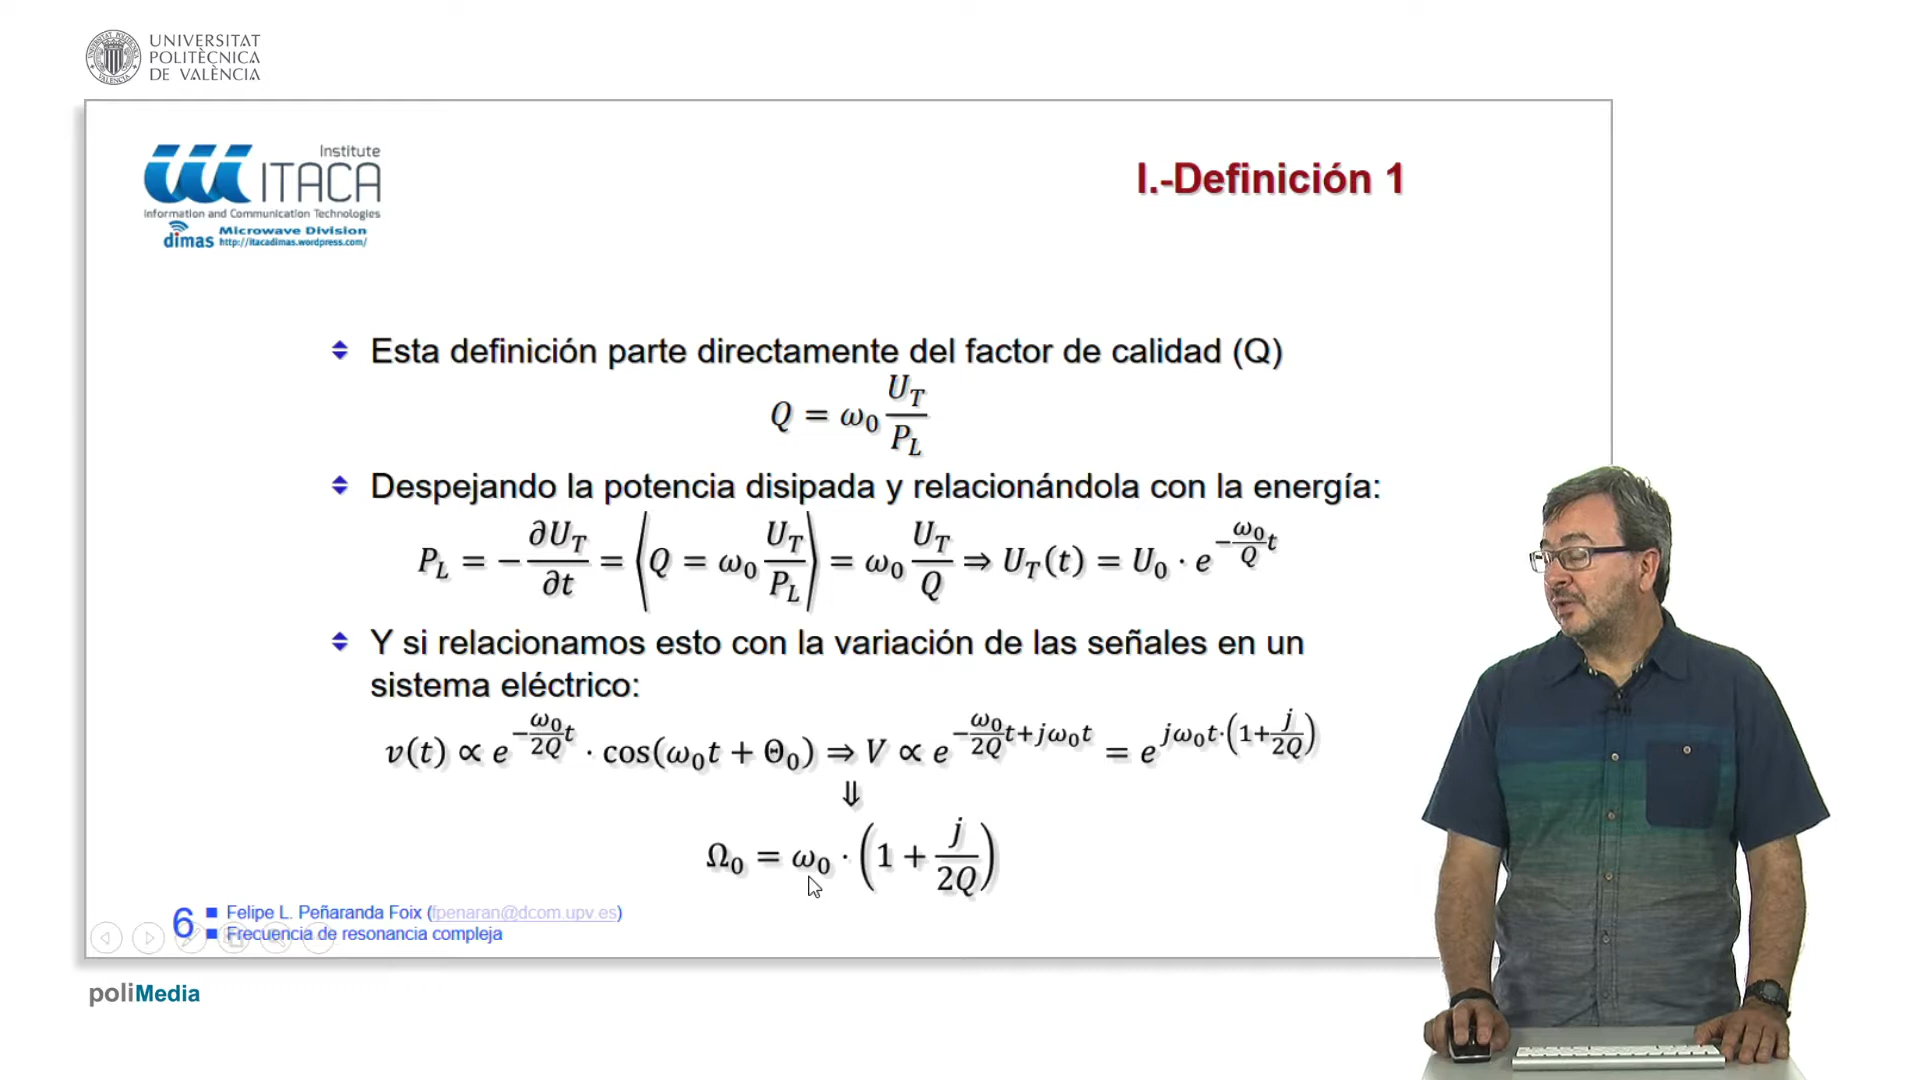 UNIVERSITAT
POLITÈCNICA
DE VALÈNCIA
Institute
ITACA
Information and Communication Technologies
dimas Microwave Division
http://itacadimas.wordpress.com/
I.-Definición 1
Esta definición parte directamente del factor de calidad (Q)
Q = ω₀ U_T/P_L
Despejando la potencia disipada y relacionándola con la energía:
P_L = −∂U_T/∂t = ⟨Q = ω₀ U_T/P_L⟩ = ω₀ U_T/Q ⇒ U_T(t) = U₀ · e^(−(ω₀/Q)t)
Y si relacionamos esto con la variación de las señales en un
sistema eléctrico:
v(t) ∝ e^(−(ω₀/2Q)t) · cos(ω₀t + Θ₀) ⇒ V ∝ e^(−(ω₀/2Q)t+jω₀t) = e^(jω₀t·(1+j/2Q))
⇓
Ω₀ = ω₀ · (1 + j/2Q)
6
Felipe L. Peñaranda Foix (fpenaran@dcom.upv.es)
Frecuencia de resonancia compleja
poliMedia